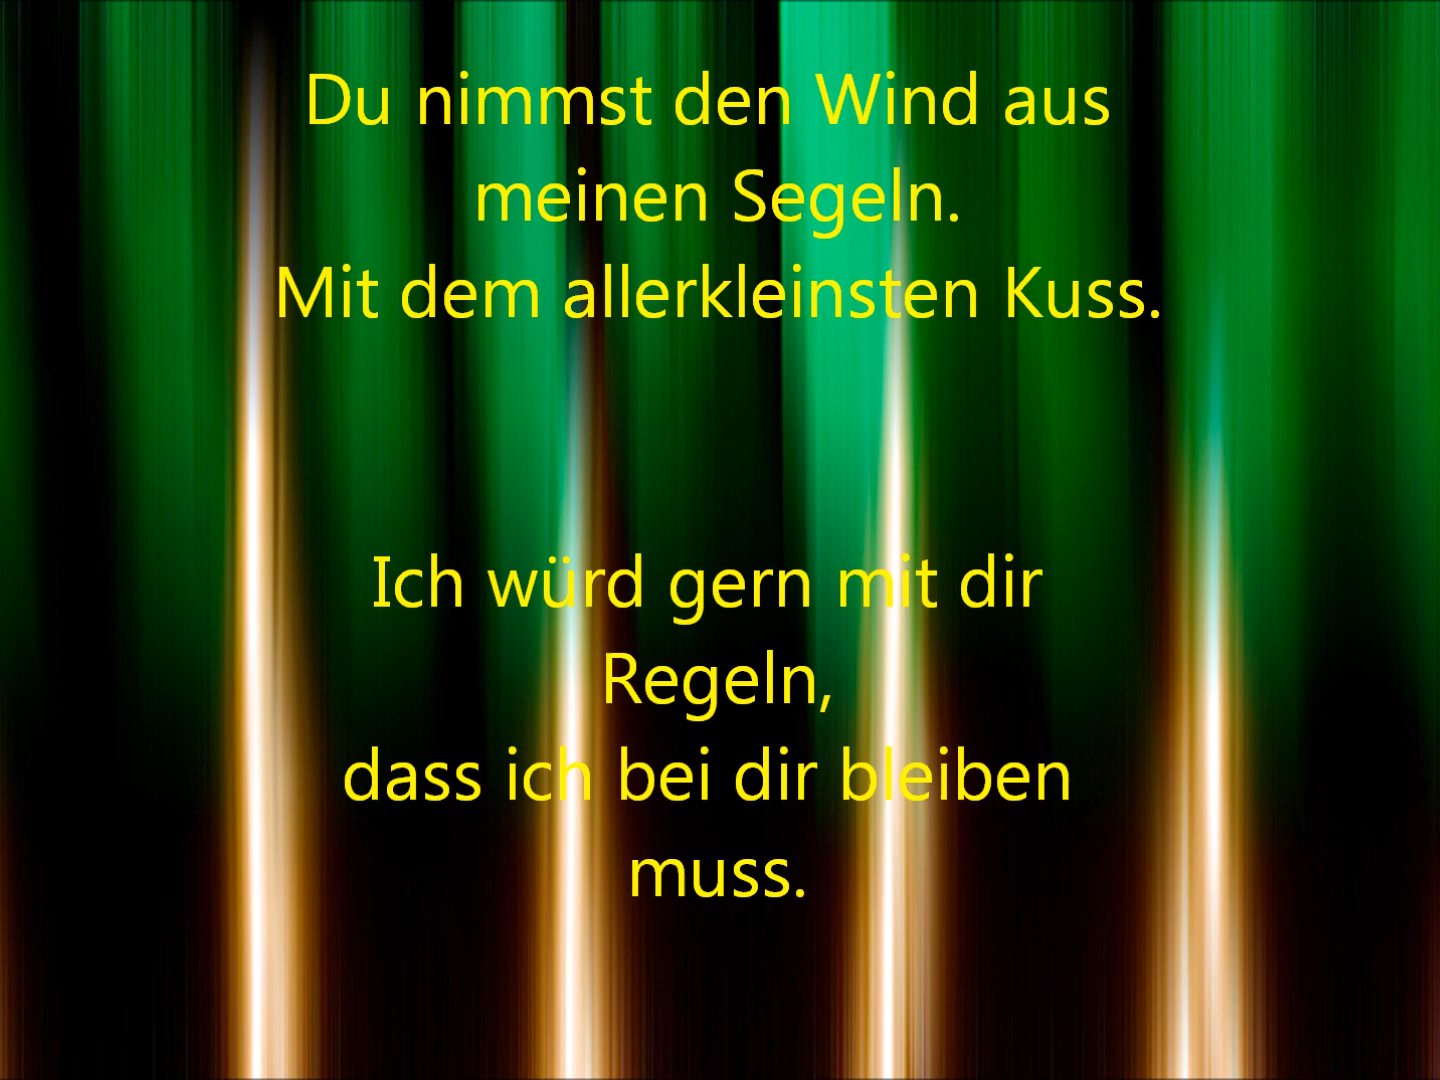 Du nimmst den Wind aus
meinen Segeln.
Mit dem allerkleinsten Kuss.
Ich würd gern mit dir
Regeln,
dass ich bei dir bleiben
muss.